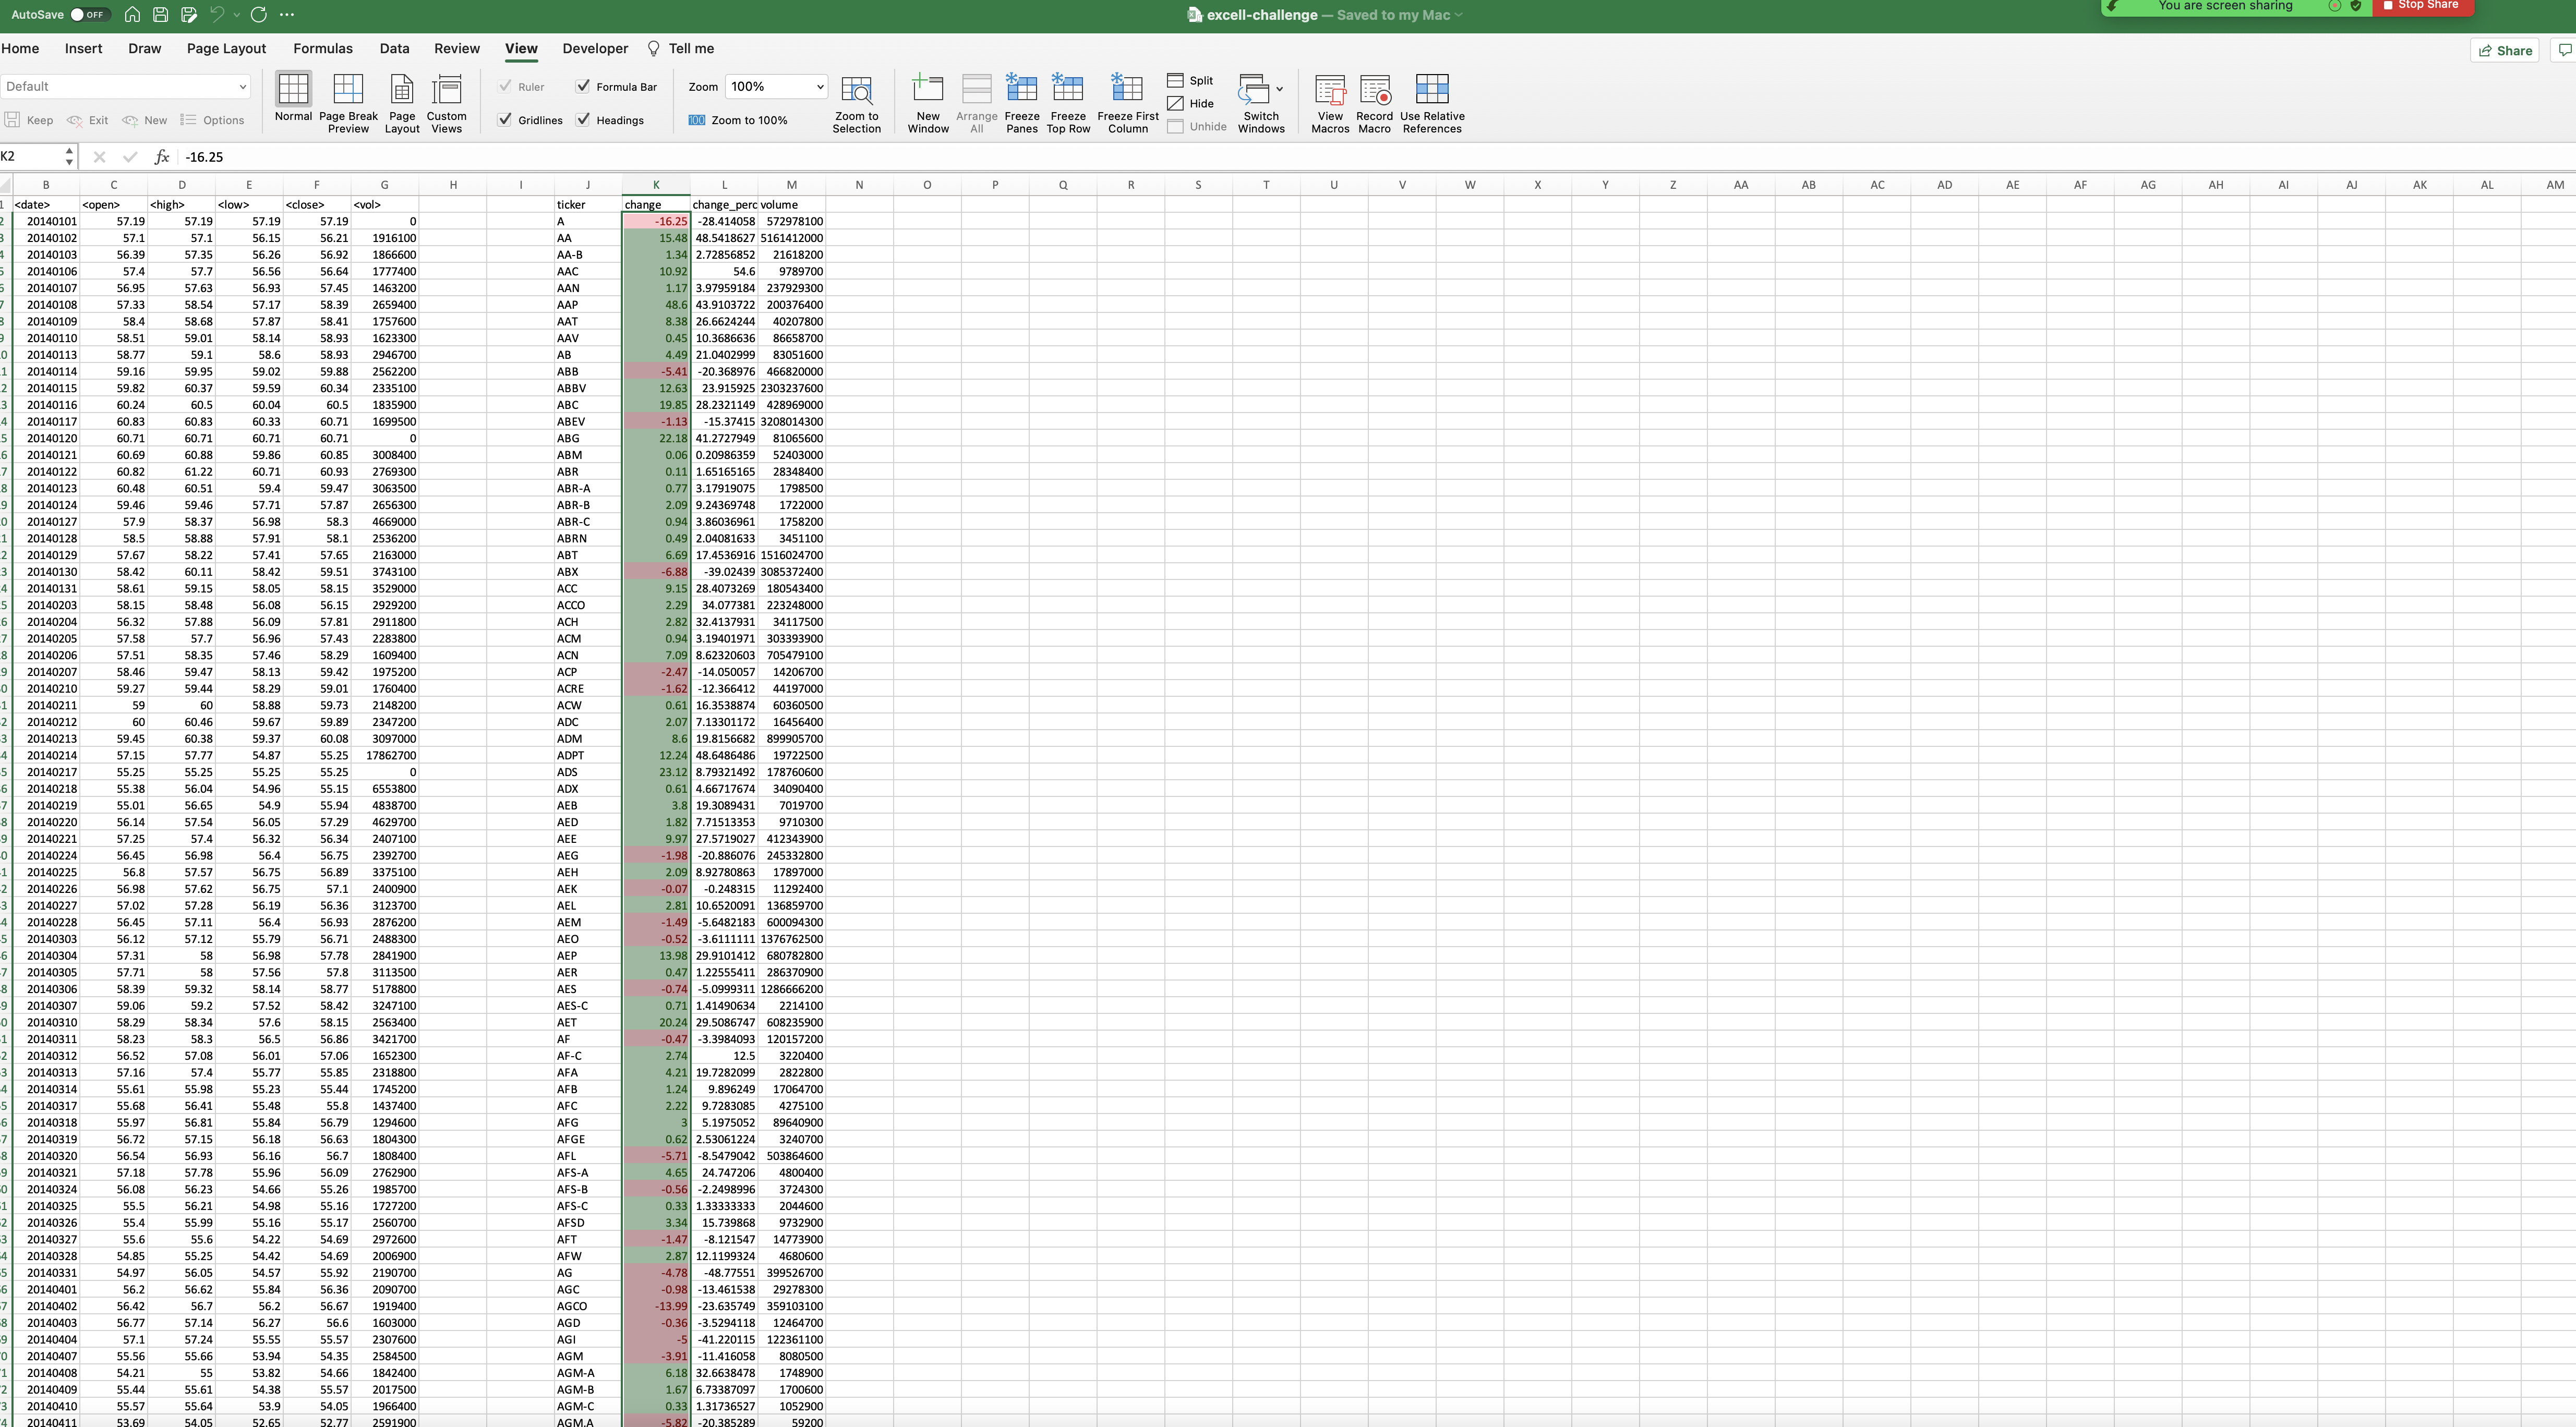 AutoSave OFF excell-challenge — Saved to my Mac You are screen sharing Stop Share
Home Insert Draw Page Layout Formulas Data Review View Developer Tell me Share
Default Normal Page Break Preview Page Layout Custom Views Ruler Formula Bar Zoom 100% Zoom to Selection New Window Arrange All Freeze Panes Freeze Top Row Freeze First Column Split Hide Unhide Switch Windows View Macros Record Macro Use Relative References
Keep Exit New Options Gridlines Headings 100 Zoom to 100%
K2 fx -16.25
B C D E F G H I J K L M N O P Q R S T U V W X Y Z AA AB AC AD AE AF AG AH AI AJ AK AL AM
1 <date> <open> <high> <low> <close> <vol> ticker change change_perc volume
20140101 57.19 57.19 57.19 57.19 0 A -16.25 -28.414058 572978100
20140102 57.1 57.1 56.15 56.21 1916100 AA 15.48 48.5418627 5161412000
20140103 56.39 57.35 56.26 56.92 1866600 AA-B 1.34 2.72856852 21618200
20140106 57.4 57.7 56.56 56.64 1777400 AAC 10.92 54.6 9789700
20140107 56.95 57.63 56.93 57.45 1463200 AAN 1.17 3.97959184 237929300
20140108 57.33 58.54 57.17 58.39 2659400 AAP 48.6 43.9103722 200376400
20140109 58.4 58.68 57.87 58.41 1757600 AAT 8.38 26.6624244 40207800
20140110 58.51 59.01 58.14 58.93 1623300 AAV 0.45 10.3686636 86658700
20140113 58.77 59.1 58.6 58.93 2946700 AB 4.49 21.0402999 83051600
20140114 59.16 59.95 59.02 59.88 2562200 ABB -5.41 -20.368976 466820000
20140115 59.82 60.37 59.59 60.34 2335100 ABBV 12.63 23.915925 2303237600
20140116 60.24 60.5 60.04 60.5 1835900 ABC 19.85 28.2321149 428969000
20140117 60.83 60.83 60.33 60.71 1699500 ABEV -1.13 -15.37415 3208014300
20140120 60.71 60.71 60.71 60.71 0 ABG 22.18 41.2727949 81065600
20140121 60.69 60.88 59.86 60.85 3008400 ABM 0.06 0.20986359 52403000
20140122 60.82 61.22 60.71 60.93 2769300 ABR 0.11 1.65165165 28348400
20140123 60.48 60.51 59.4 59.47 3063500 ABR-A 0.77 3.17919075 1798500
20140124 59.46 59.46 57.71 57.87 2656300 ABR-B 2.09 9.24369748 1722000
20140127 57.9 58.37 56.98 58.3 4669000 ABR-C 0.94 3.86036961 1758200
20140128 58.5 58.88 57.91 58.1 2536200 ABRN 0.49 2.04081633 3451100
20140129 57.67 58.22 57.41 57.65 2163000 ABT 6.69 17.4536916 1516024700
20140130 58.42 60.11 58.42 59.51 3743100 ABX -6.88 -39.02439 3085372400
20140131 58.61 59.15 58.05 58.15 3529000 ACC 9.15 28.4073269 180543400
20140203 58.15 58.48 56.08 56.15 2929200 ACCO 2.29 34.077381 223248000
20140204 56.32 57.88 56.09 57.81 2911800 ACH 2.82 32.4137931 34117500
20140205 57.58 57.7 56.96 57.43 2283800 ACM 0.94 3.19401971 303393900
20140206 57.51 58.35 57.46 58.29 1609400 ACN 7.09 8.62320603 705479100
20140207 58.46 59.47 58.13 59.42 1975200 ACP -2.47 -14.050057 14206700
20140210 59.27 59.44 58.29 59.01 1760400 ACRE -1.62 -12.366412 44197000
20140211 59 60 58.88 59.73 2148200 ACW 0.61 16.3538874 60360500
20140212 60 60.46 59.67 59.89 2347200 ADC 2.07 7.13301172 16456400
20140213 59.45 60.38 59.37 60.08 3097000 ADM 8.6 19.8156682 899905700
20140214 57.15 57.77 54.87 55.25 17862700 ADPT 12.24 48.6486486 19722500
20140217 55.25 55.25 55.25 55.25 0 ADS 23.12 8.79321492 178760600
20140218 55.38 56.04 54.96 55.15 6553800 ADX 0.61 4.66717674 34090400
20140219 55.01 56.65 54.9 55.94 4838700 AEB 3.8 19.3089431 7019700
20140220 56.14 57.54 56.05 57.29 4629700 AED 1.82 7.71513353 9710300
20140221 57.25 57.4 56.32 56.34 2407100 AEE 9.97 27.5719027 412343900
20140224 56.45 56.98 56.4 56.75 2392700 AEG -1.98 -20.886076 245332800
20140225 56.8 57.57 56.75 56.89 3375100 AEH 2.09 8.92780863 17897000
20140226 56.98 57.62 56.75 57.1 2400900 AEK -0.07 -0.248315 11292400
20140227 57.02 57.28 56.19 56.36 3123700 AEL 2.81 10.6520091 136859700
20140228 56.45 57.11 56.4 56.93 2876200 AEM -1.49 -5.6482183 600094300
20140303 56.12 57.12 55.79 56.71 2488300 AEO -0.52 -3.6111111 1376762500
20140304 57.31 58 56.98 57.78 2841900 AEP 13.98 29.9101412 680782800
20140305 57.71 58 57.56 57.8 3113500 AER 0.47 1.22555411 286370900
20140306 58.39 59.32 58.14 58.77 5178800 AES -0.74 -5.0999311 1286666200
20140307 59.06 59.2 57.52 58.42 3247100 AES-C 0.71 1.41490634 2214100
20140310 58.29 58.34 57.6 58.15 2563400 AET 20.24 29.5086747 608235900
20140311 58.23 58.3 56.5 56.86 3421700 AF -0.47 -3.3984093 120157200
20140312 56.52 57.08 56.01 57.06 1652300 AF-C 2.74 12.5 3220400
20140313 57.16 57.4 55.77 55.85 2318800 AFA 4.21 19.7282099 2822800
20140314 55.61 55.98 55.23 55.44 1745200 AFB 1.24 9.896249 17064700
20140317 55.68 56.41 55.48 55.8 1437400 AFC 2.22 9.7283085 4275100
20140318 55.97 56.81 55.84 56.79 1294600 AFG 3 5.1975052 89640900
20140319 56.72 57.15 56.18 56.63 1804300 AFGE 0.62 2.53061224 3240700
20140320 56.54 56.93 56.16 56.7 1808400 AFL -5.71 -8.5479042 503864600
20140321 57.18 57.78 55.96 56.09 2762900 AFS-A 4.65 24.747206 4800400
20140324 56.08 56.23 54.66 55.26 1985700 AFS-B -0.56 -2.2498996 3724300
20140325 55.5 56.21 54.98 55.16 1727200 AFS-C 0.33 1.33333333 2044600
20140326 55.4 55.99 55.16 55.17 2560700 AFSD 3.34 15.739868 9732900
20140327 55.6 55.6 54.22 54.69 2972600 AFT -1.47 -8.121547 14773900
20140328 54.85 55.25 54.42 54.69 2006900 AFW 2.87 12.1199324 4680600
20140331 54.97 56.05 54.57 55.92 2190700 AG -4.78 -48.77551 399526700
20140401 56.2 56.62 55.84 56.36 2090700 AGC -0.98 -13.461538 29278300
20140402 56.42 56.7 56.2 56.67 1919400 AGCO -13.99 -23.635749 359103100
20140403 56.77 57.14 56.27 56.6 1603000 AGD -0.36 -3.5294118 12464700
20140404 57.1 57.24 55.55 55.57 2307600 AGI -5 -41.220115 122361100
20140407 55.56 55.66 53.94 54.35 2584500 AGM -3.91 -11.416058 8080500
20140408 54.21 55 53.82 54.66 1842400 AGM-A 6.18 32.6638478 1748900
20140409 55.44 55.61 54.38 55.57 2017500 AGM-B 1.67 6.73387097 1700600
20140410 55.57 55.64 53.9 54.05 1966400 AGM-C 0.33 1.31736527 1052900
20140411 53.69 54.05 52.65 52.77 2591900 AGM.A -5.82 -20.385289 59200